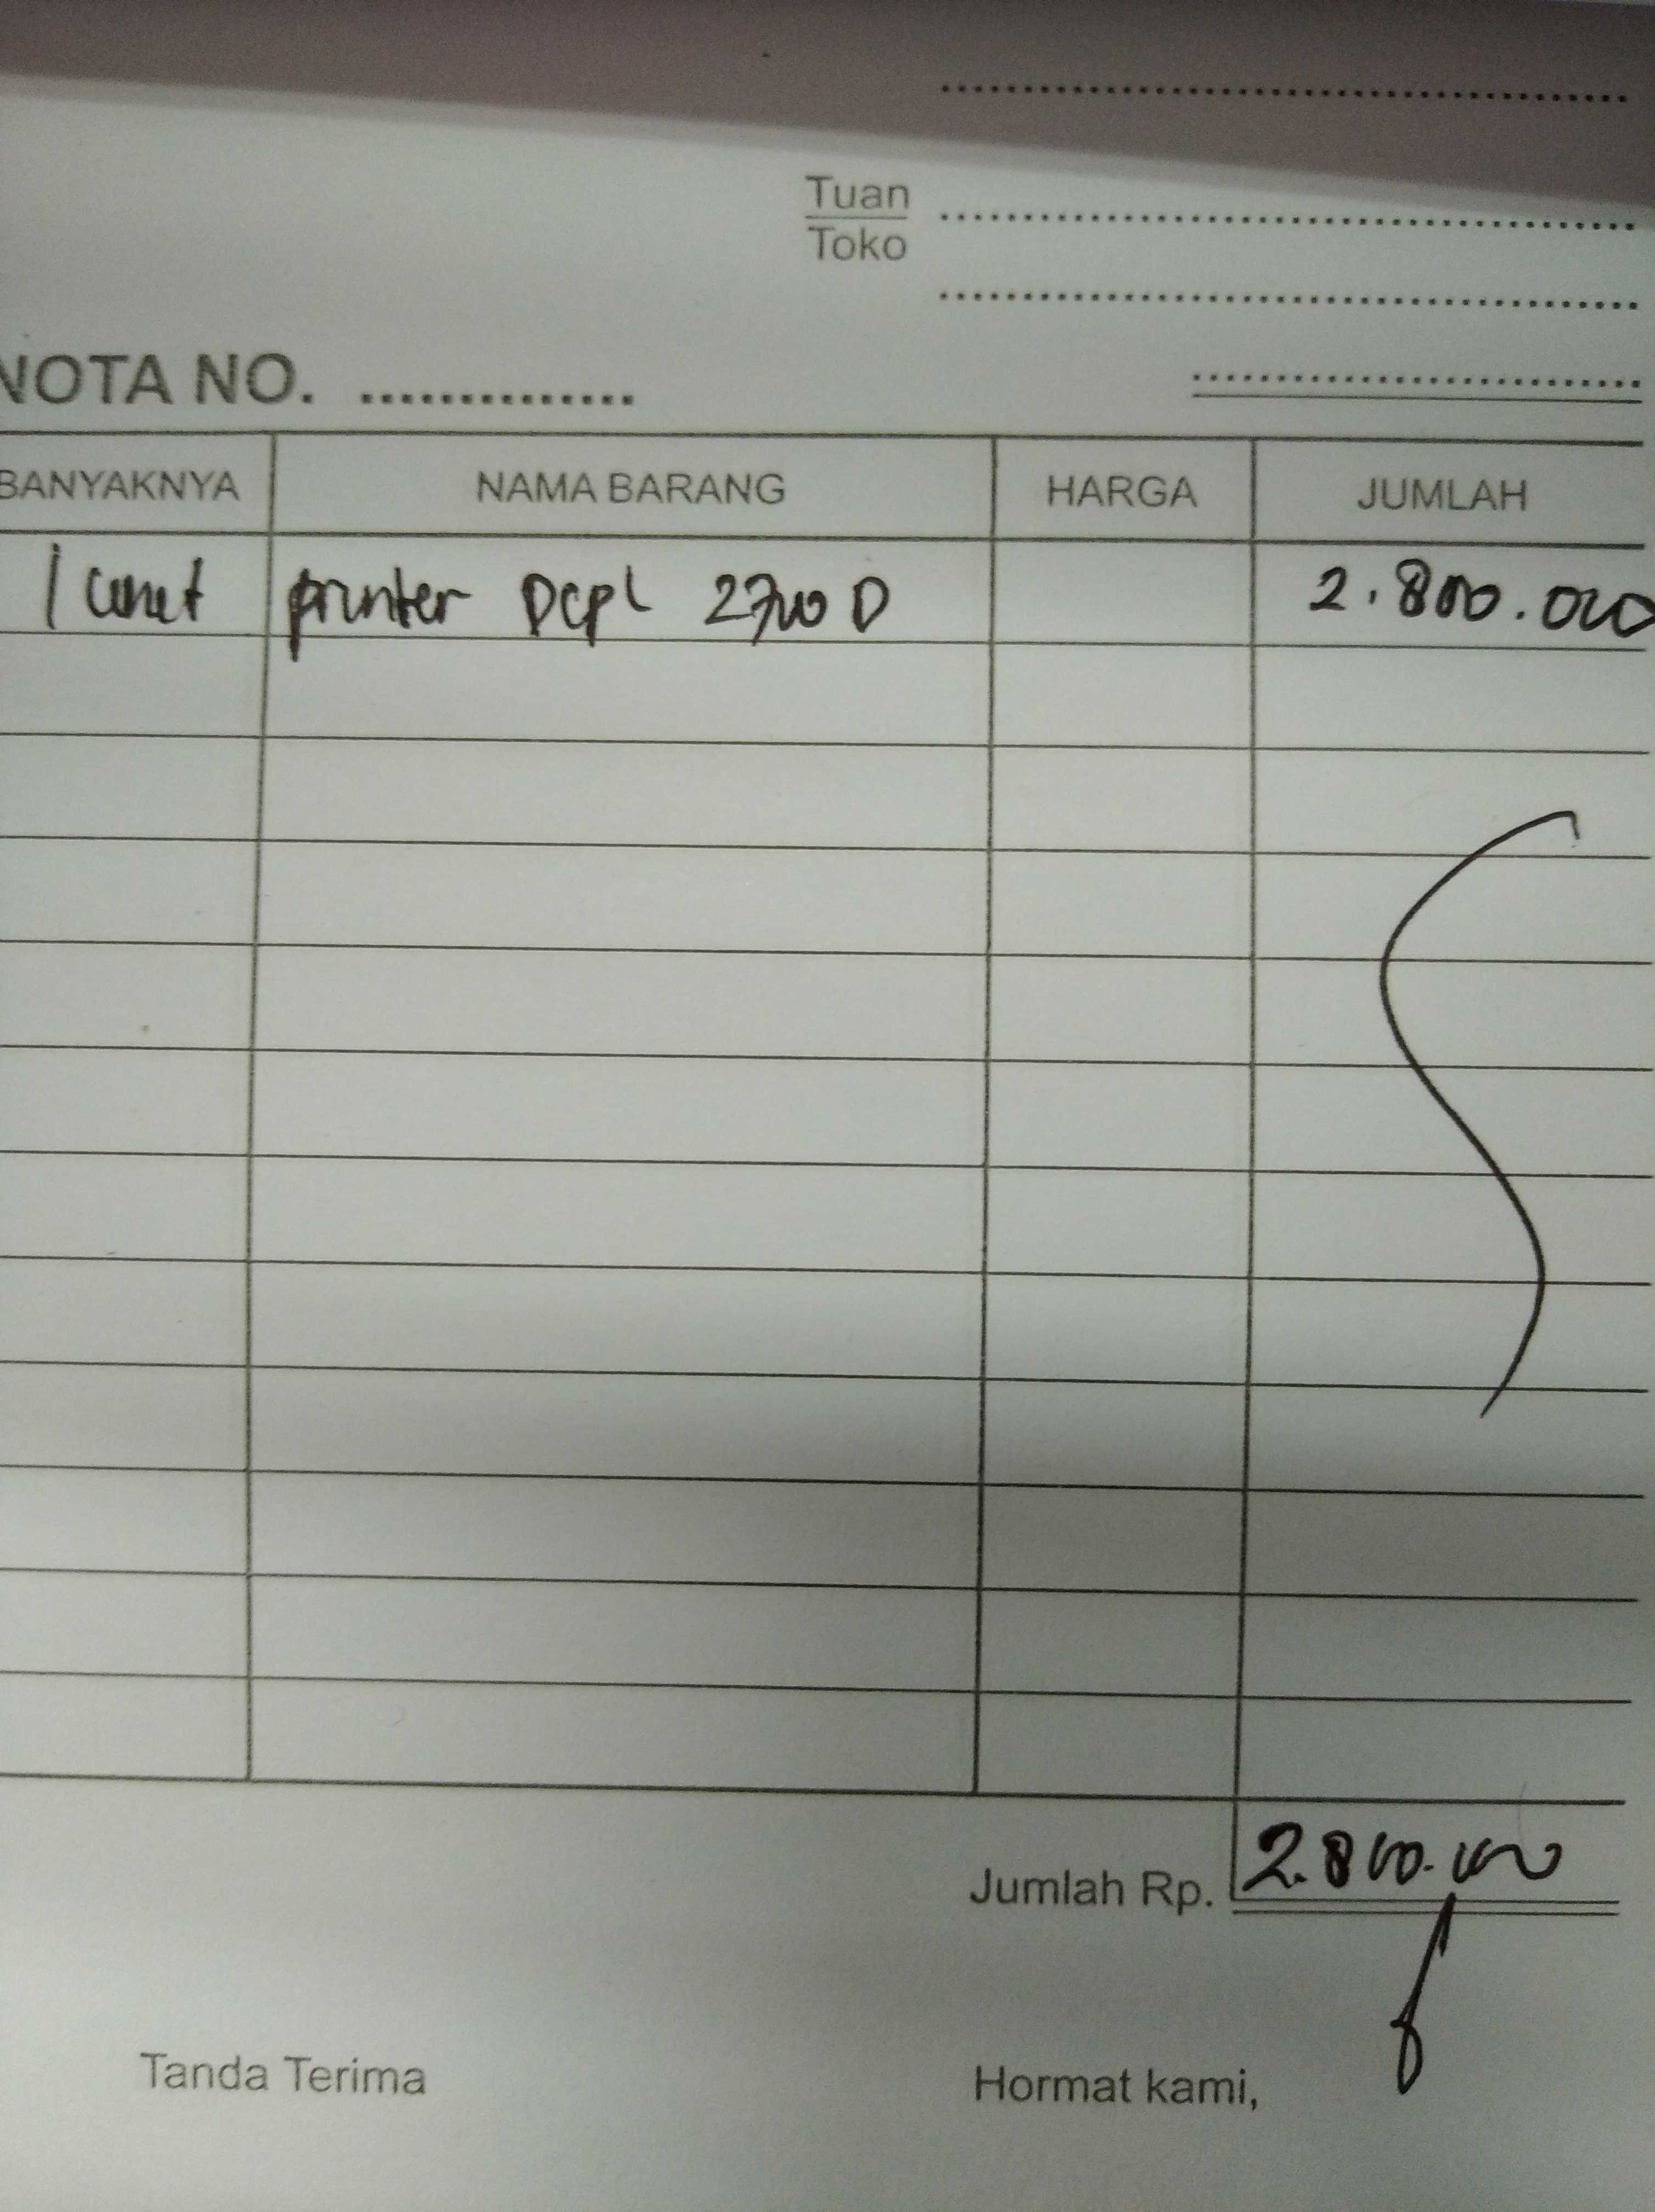 Tuan
Toko
NOTA NO. ..............
BANYAKNYA NAMA BARANG HARGA JUMLAH
1 unit printer Dcpl 2700 D 2.800.000
Jumlah Rp. 2.800.000
Tanda Terima Hormat kami,